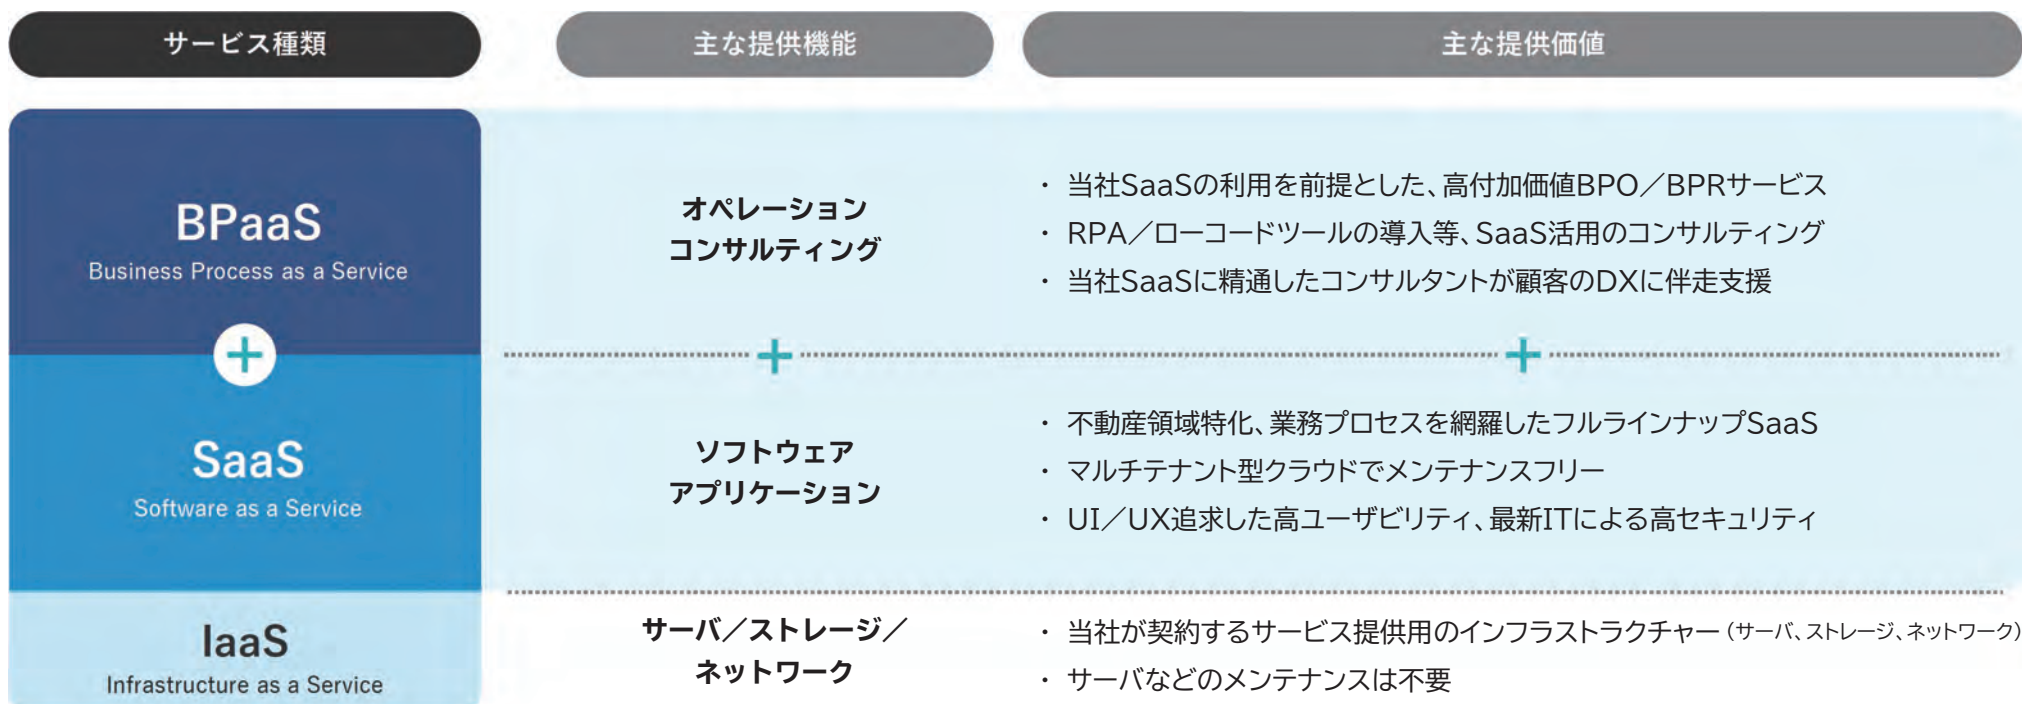 サービス種類
主な提供機能
主な提供価値
BPaaS
Business Process as a Service
オペレーション
コンサルティング
・ 当社SaaSの利用を前提とした、高付加価値BPO／BPRサービス
・ RPA／ローコードツールの導入等、SaaS活用のコンサルティング
・ 当社SaaSに精通したコンサルタントが顧客のDXに伴走支援
+
+
+
SaaS
Software as a Service
ソフトウェア
アプリケーション
・ 不動産領域特化、業務プロセスを網羅したフルラインナップSaaS
・ マルチテナント型クラウドでメンテナンスフリー
・ UI／UX追求した高ユーザビリティ、最新ITによる高セキュリティ
IaaS
Infrastructure as a Service
サーバ／ストレージ／
ネットワーク
・ 当社が契約するサービス提供用のインフラストラクチャー（サーバ、ストレージ、ネットワーク）
・ サーバなどのメンテナンスは不要